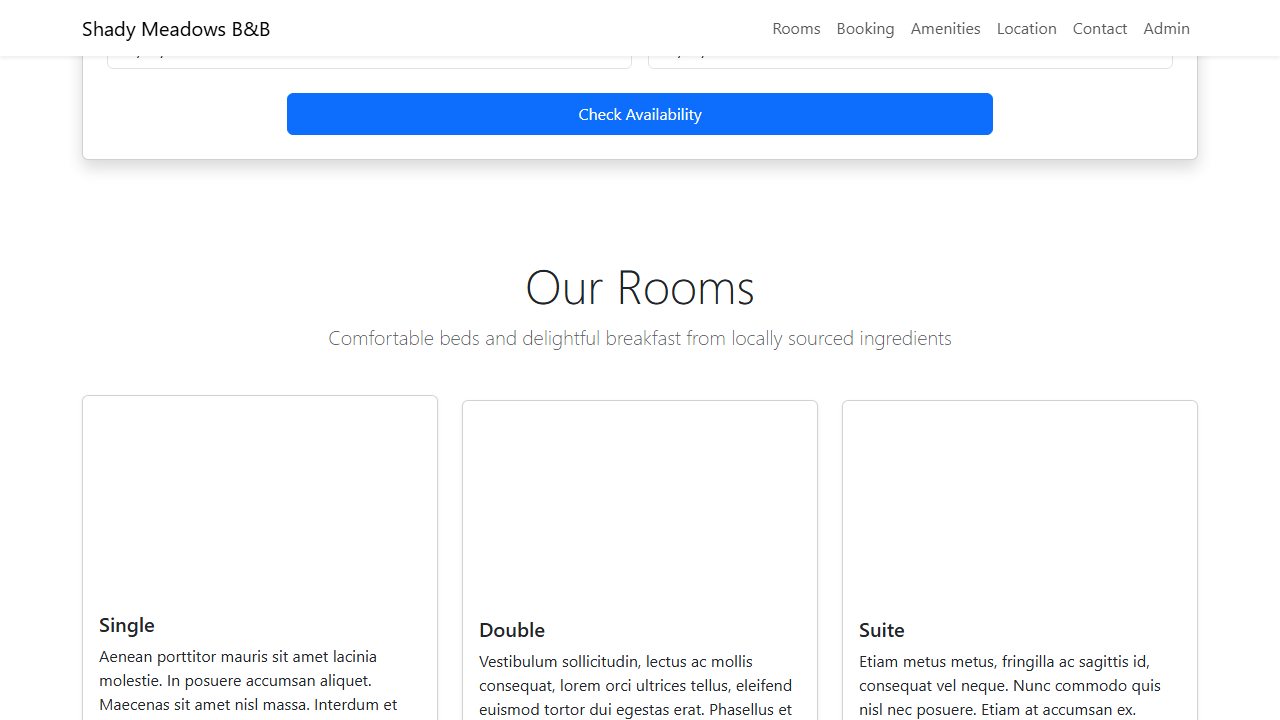 Shady Meadows B&B
Rooms
Booking
Amenities
Location
Contact
Admin
Check Availability
Our Rooms
Comfortable beds and delightful breakfast from locally sourced ingredients
Single
Aenean porttitor mauris sit amet lacinia
molestie. In posuere accumsan aliquet.
Maecenas sit amet nisl massa. Interdum et
Double
Vestibulum sollicitudin, lectus ac mollis
consequat, lorem orci ultrices tellus, eleifend
euismod tortor dui egestas erat. Phasellus et
Suite
Etiam metus metus, fringilla ac sagittis id,
consequat vel neque. Nunc commodo quis
nisl nec posuere. Etiam at accumsan ex.